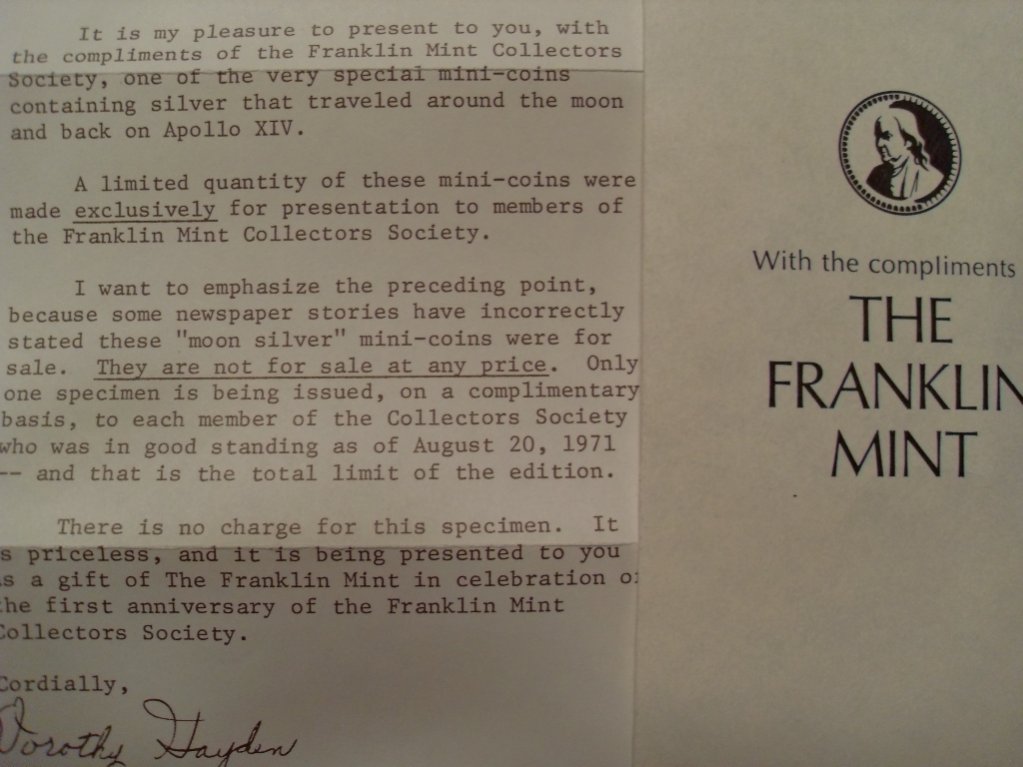 It is my pleasure to present to you, with
the compliments of the Franklin Mint Collectors
Society, one of the very special mini-coins
containing silver that traveled around the moon
and back on Apollo XIV.
A limited quantity of these mini-coins were
made exclusively for presentation to members of
the Franklin Mint Collectors Society.
I want to emphasize the preceding point,
because some newspaper stories have incorrectly
stated these "moon silver" mini-coins were for
sale. They are not for sale at any price. Only
one specimen is being issued, on a complimentary
basis, to each member of the Collectors Society
who was in good standing as of August 20, 1971
-- and that is the total limit of the edition.
There is no charge for this specimen. It
s priceless, and it is being presented to you
s a gift of The Franklin Mint in celebration of
the first anniversary of the Franklin Mint
Collectors Society.
Cordially,
Dorothy Hayden
With the compliments
THE
FRANKLIN
MINT